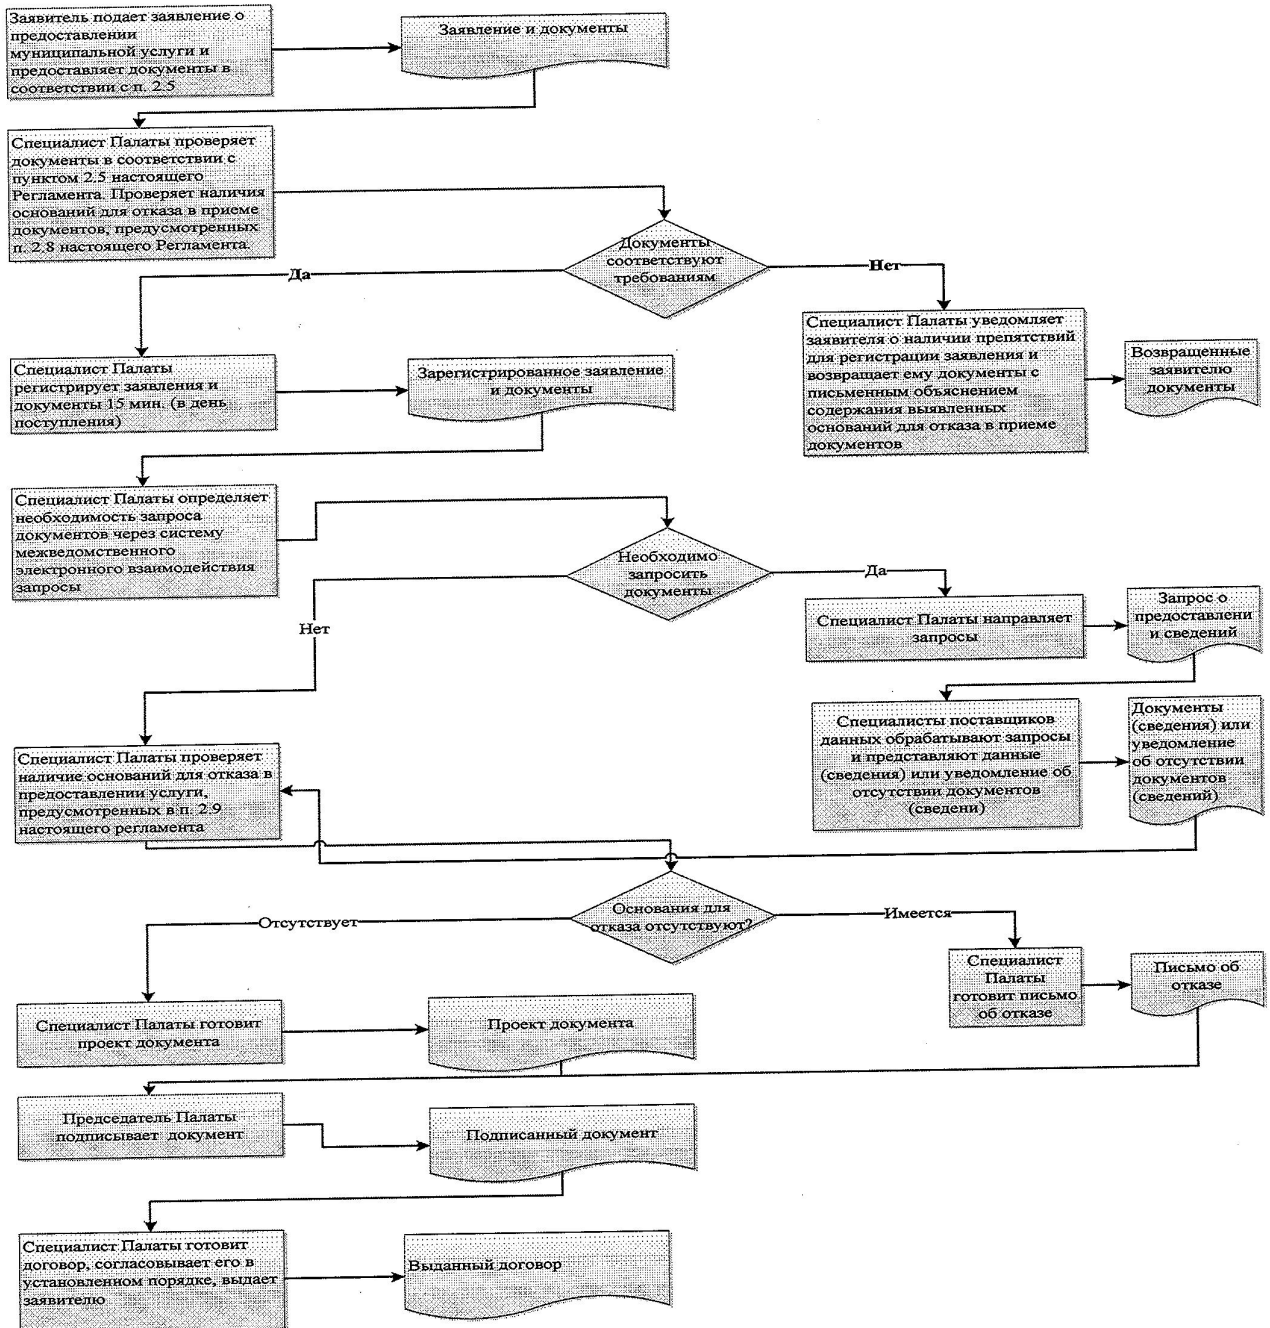 Заявитель подает заявление о
предоставлении
муниципальной услуги и
предоставляет документы в
соответствии с п. 2.5
Заявление и документы
Специалист Палаты проверяет
документы в соответствии с
пунктом 2.5 настоящего
Регламента. Проверяет наличия
оснований для отказа в приеме
документов, предусмотренных
п. 2.8 настоящего Регламента.
Документы
соответствуют
требованиям
Да
Нет
Специалист Палаты
регистрирует заявления и
документы 15 мин. (в день
поступления)
Зарегистрированное заявление
и документы
Специалист Палаты уведомляет
заявителя о наличии препятствий
для регистрации заявления и
возвращает ему документы с
письменным объяснением
содержания выявленных
оснований для отказа в приеме
документов
Возвращенные
заявителю
документы
Специалист Палаты определяет
необходимость запроса
документов через систему
межведомственного
электронного взаимодействия
запросы
Необходимо
запросить
документы
Да
Нет
Специалист Палаты направляет
запросы
Запрос о
предоставлени
и сведений
Специалисты поставщиков
данных обрабатывают запросы
и представляют данные
(сведения) или уведомление об
отсутствии документов
(сведени)
Документы
(сведения) или
уведомление
об отсутствии
документов
(сведений)
Специалист Палаты проверяет
наличие оснований для отказа в
предоставлении услуги,
предусмотренных в п. 2.9
настоящего регламента
Основания для
отказа отсутствуют?
Отсутствует
Имеется
Специалист Палаты готовит
проект документа
Проект документа
Специалист
Палаты
готовит письмо
об отказе
Письмо об
отказе
Председатель Палаты
подписывает документ
Подписанный документ
Специалист Палаты готовит
договор, согласовывает его в
установленном порядке, выдает
заявителю
Выданный договор